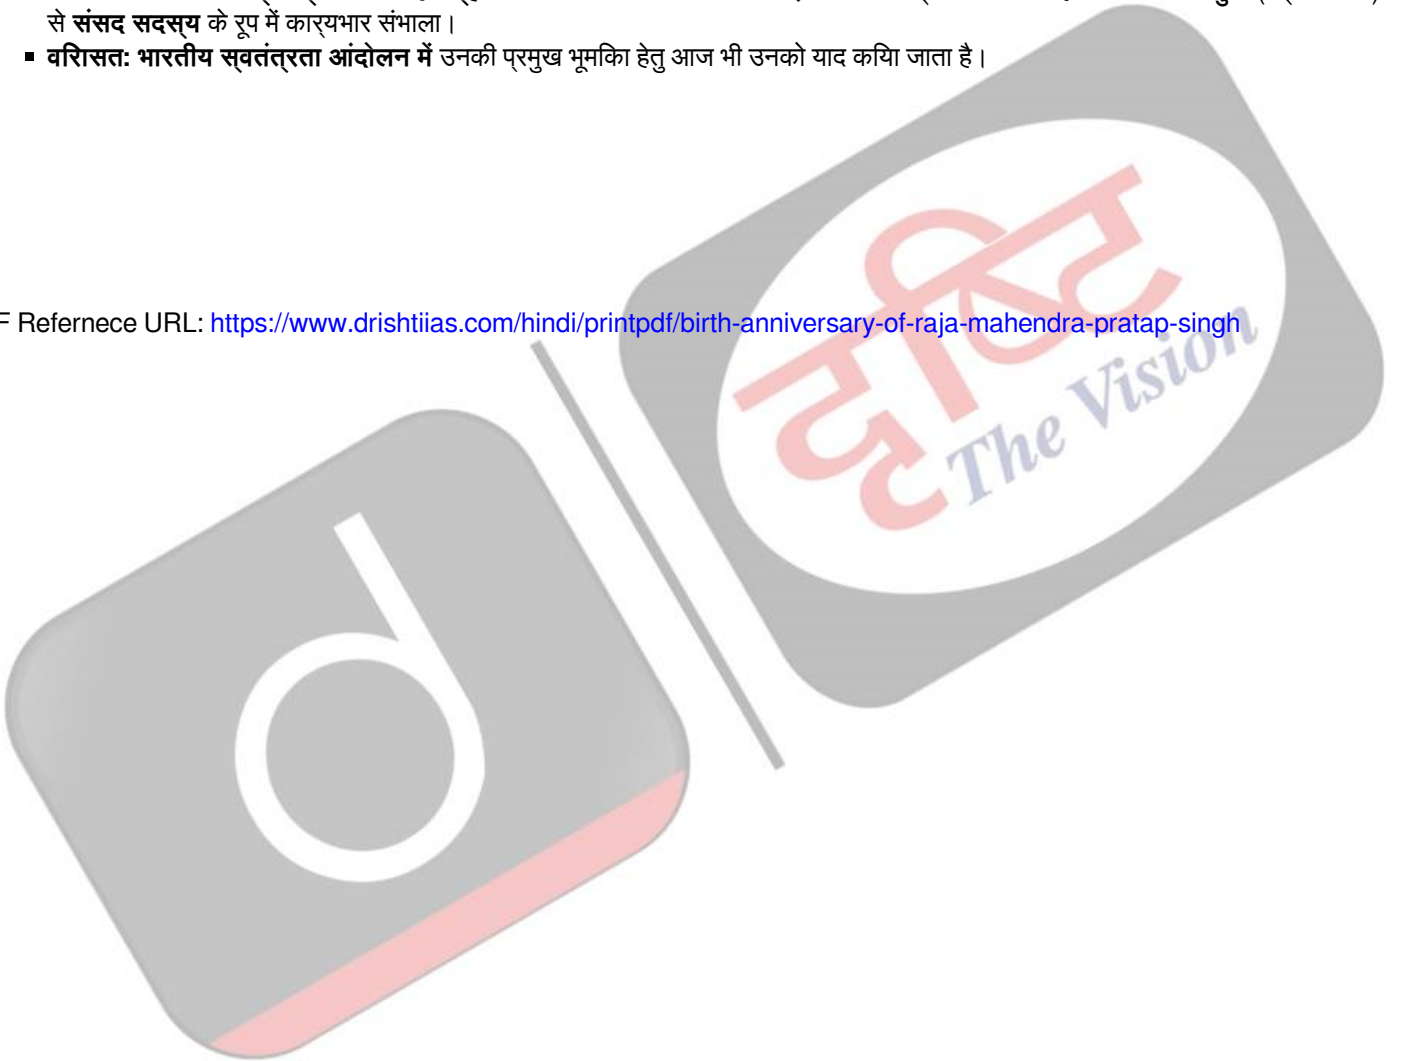 से संसद सदस्य के रूप में कार्यभार संभाला।
▪ विरासत: भारतीय स्वतंत्रता आंदोलन में उनकी प्रमुख भूमिका हेतु आज भी उनको याद किया जाता है।
F Refernece URL: https://www.drishtiias.com/hindi/printpdf/birth-anniversary-of-raja-mahendra-pratap-singh
दृष्टि
The Vision
d